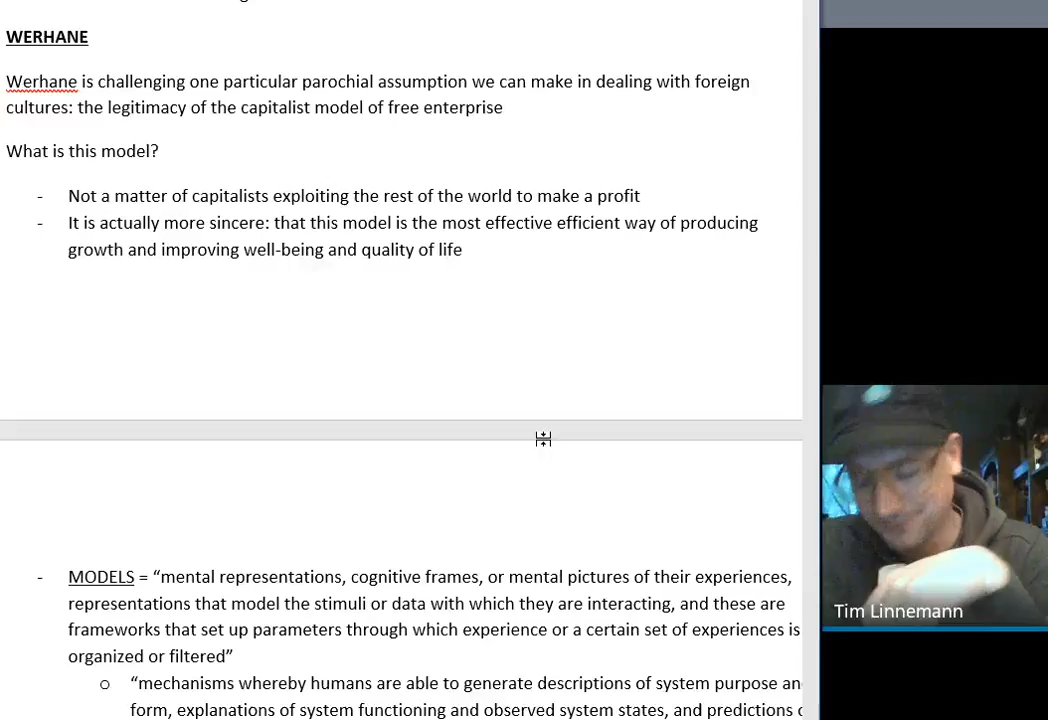 WERHANE
Werhane is challenging one particular parochial assumption we can make in dealing with foreign
cultures: the legitimacy of the capitalist model of free enterprise
What is this model?
- Not a matter of capitalists exploiting the rest of the world to make a profit
- It is actually more sincere: that this model is the most effective efficient way of producing
growth and improving well-being and quality of life
- MODELS = “mental representations, cognitive frames, or mental pictures of their experiences,
representations that model the stimuli or data with which they are interacting, and these are
frameworks that set up parameters through which experience or a certain set of experiences is
organized or filtered”
o “mechanisms whereby humans are able to generate descriptions of system purpose an
form, explanations of system functioning and observed system states, and predictions
Tim Linnemann